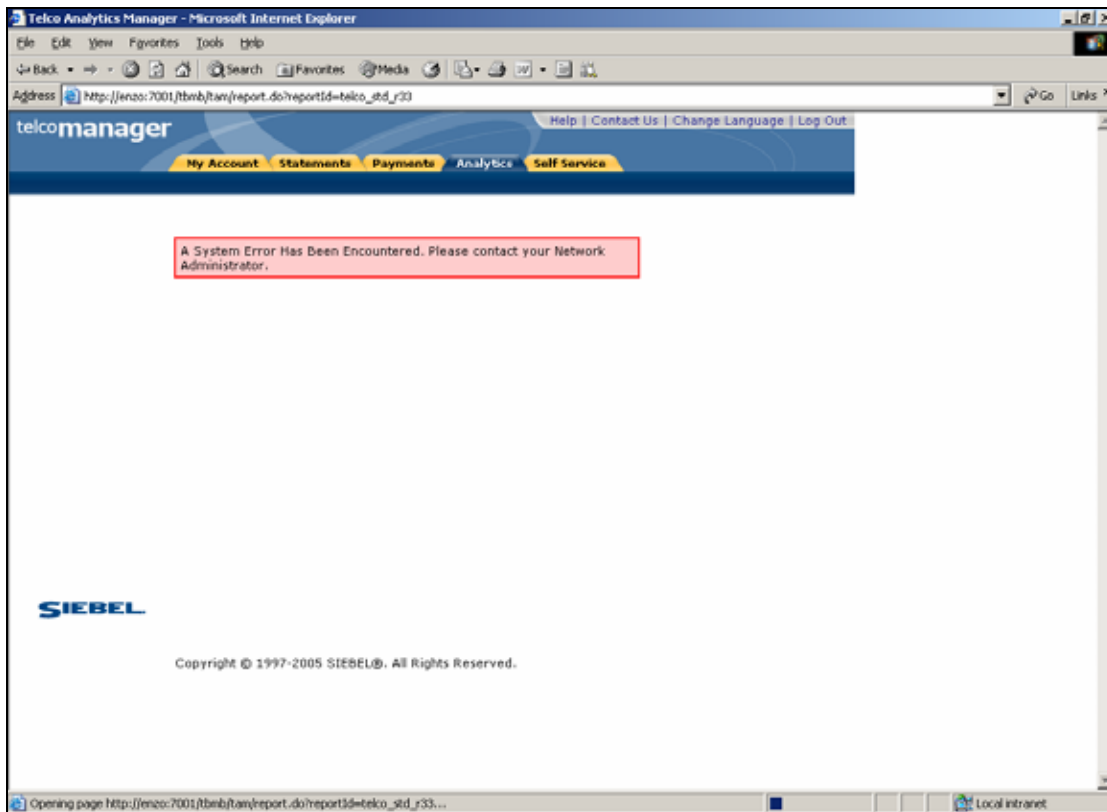 Telco Analytics Manager - Microsoft Internet Explorer
File Edit View Favorites Tools Help
Back Search Favorites Media
Address http://enzo:7001/tbmb/tam/report.do?reportId=telco_std_r33 Go Links
telcomanager
Help | Contact Us | Change Language | Log Out
My Account Statements Payments Analytics Self Service
A System Error Has Been Encountered. Please contact your Network
Administrator.
SIEBEL.
Copyright © 1997-2005 SIEBEL®. All Rights Reserved.
Opening page http://enzo:7001/tbmb/tam/report.do?reportId=telco_std_r33... Local intranet